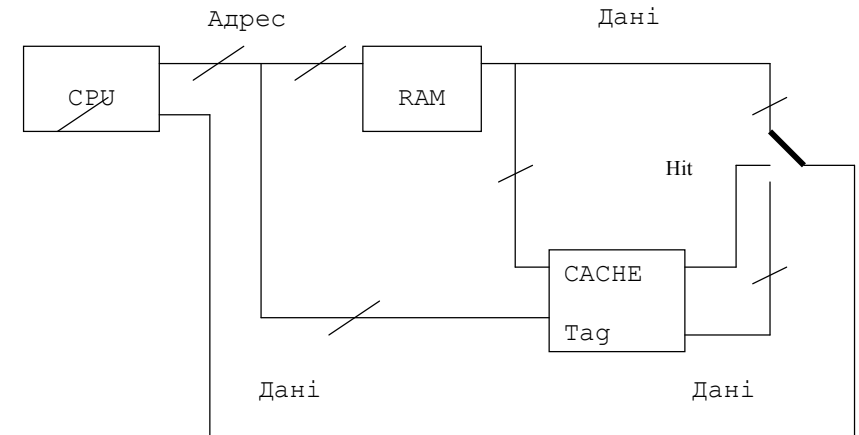 Адрес
Дані
CPU
RAM
Hit
CACHE
Tag
Дані
Дані